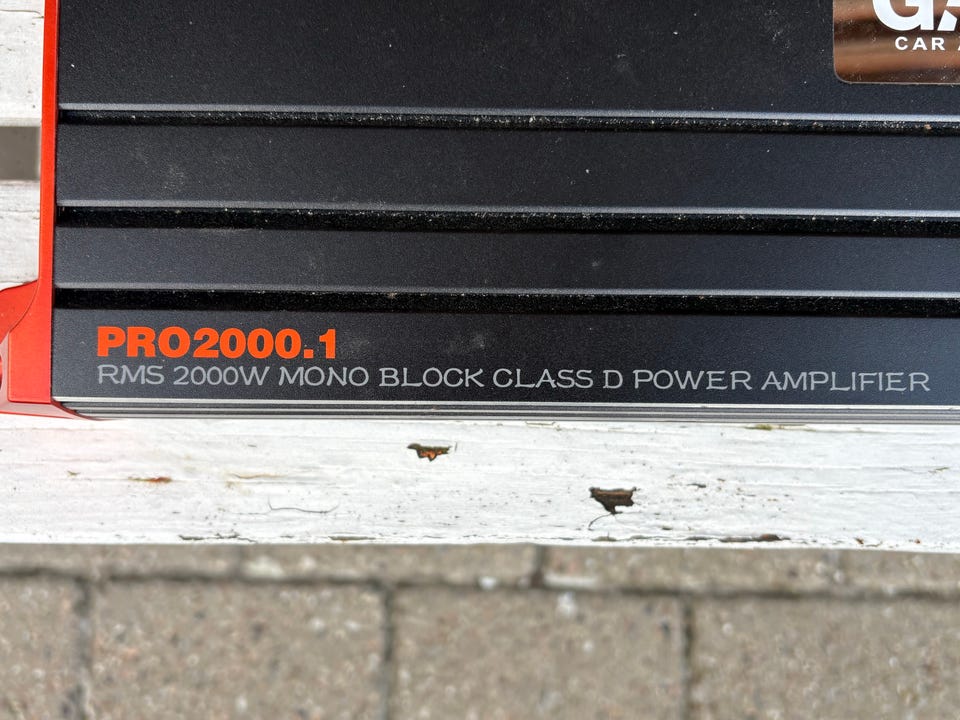 CAR
PRO2000.1
RMS 2000W MONO BLOCK CLASS D POWER AMPLIFIER